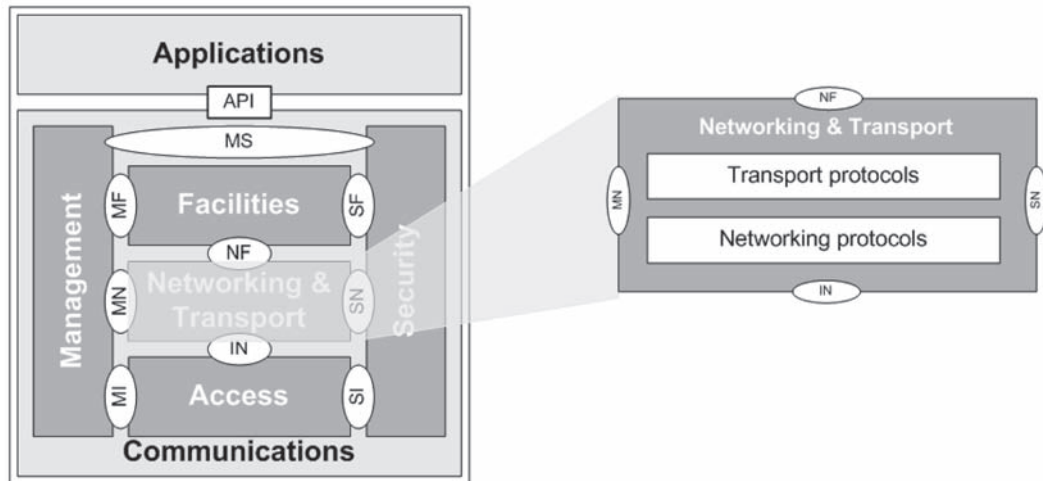 Applications
API
MS
Management
MF
Facilities
SF
NF
MN
Networking &
Transport
SN
Security
IN
MI
Access
SI
Communications
NF
Networking & Transport
MN
Transport protocols
Networking protocols
SN
IN